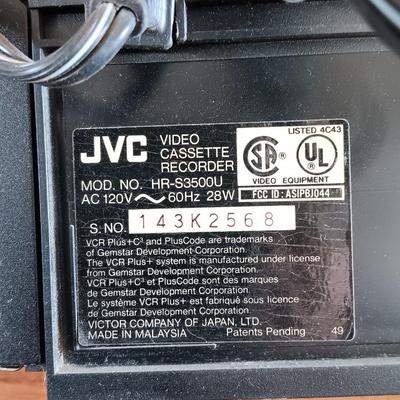 JVC VIDEO CASSETTE RECORDER
MOD. NO. HR-S3500U
AC 120V 60Hz 28W
LISTED 4C43
SA UL
VIDEO EQUIPMENT
FCC ID: ASIPBJ044
S. NO. 143K2568
VCR Plus+C³ and PlusCode are trademarks
of Gemstar Development Corporation.
The VCR Plus+ system is manufactured under license
from Gemstar Development Corporation.
VCR Plus+C³ et PlusCode sont des marques
de Gemstar Development Corporation.
Le système VCR Plus+ est fabriqué sous licence
de Gemstar Development Corporation.
VICTOR COMPANY OF JAPAN, LTD.
MADE IN MALAYSIA Patents Pending 49